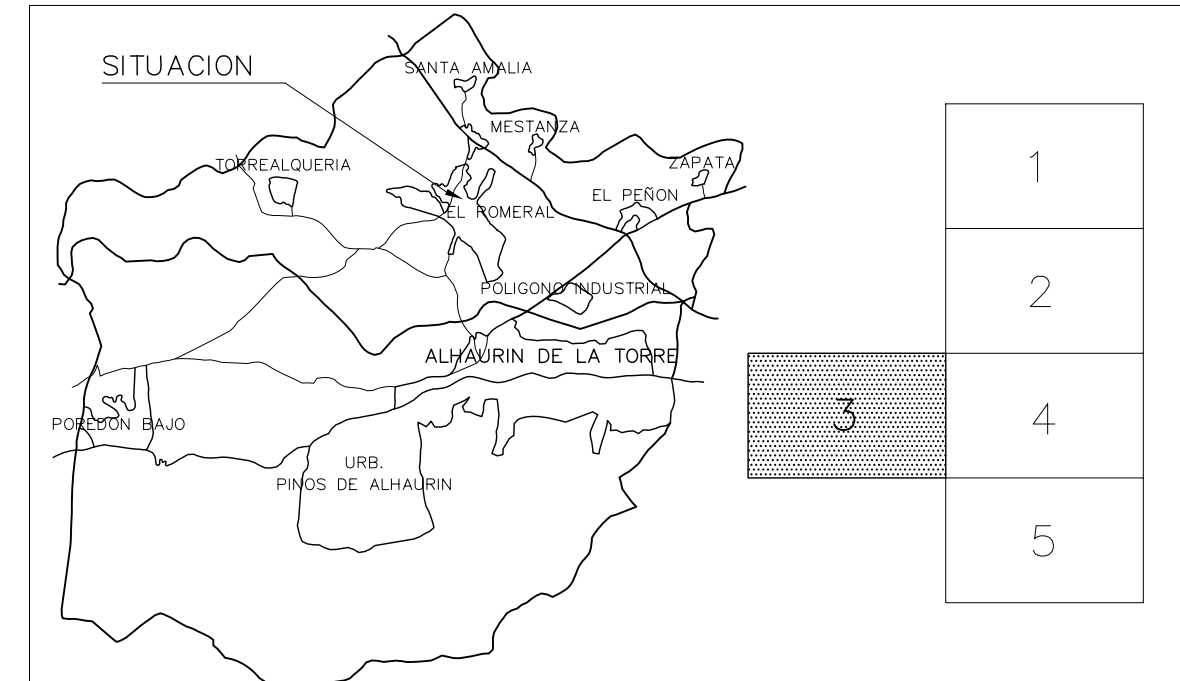 SITUACION
SANTA AMALIA
MESTANZA
TORREALQUERIA
ZAPATA
EL PEÑON
EL ROMERAL
POLIGONO INDUSTRIAL
ALHAURIN DE LA TORRE
POREDON BAJO
URB.
PINOS DE ALHAURIN
1
2
3
4
5